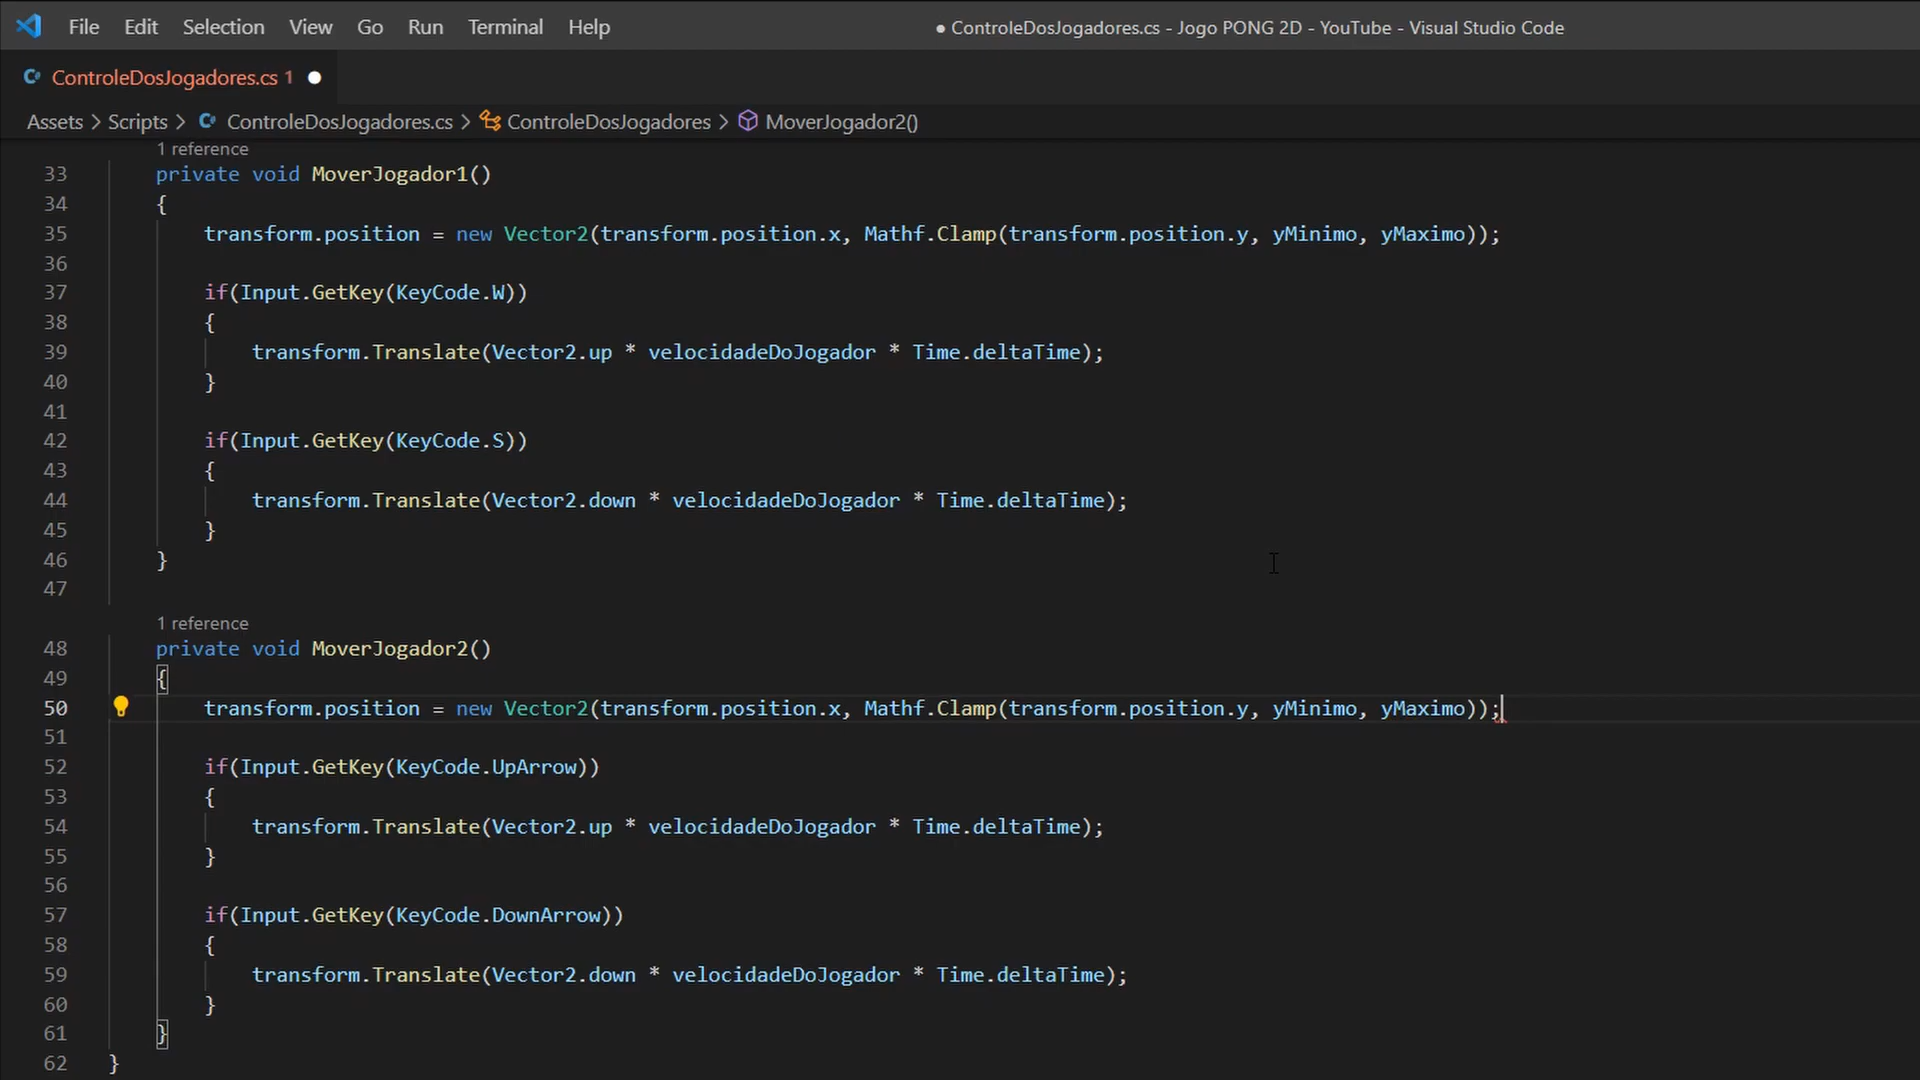 File Edit Selection View Go Run Terminal Help ● ControleDosJogadores.cs - Jogo PONG 2D - YouTube - Visual Studio Code
ControleDosJogadores.cs 1 ●
Assets > Scripts > ControleDosJogadores.cs > ControleDosJogadores > MoverJogador2()
1 reference
33 private void MoverJogador1()
34 {
35 transform.position = new Vector2(transform.position.x, Mathf.Clamp(transform.position.y, yMinimo, yMaximo));
36
37 if(Input.GetKey(KeyCode.W))
38 {
39 transform.Translate(Vector2.up * velocidadeDoJogador * Time.deltaTime);
40 }
41
42 if(Input.GetKey(KeyCode.S))
43 {
44 transform.Translate(Vector2.down * velocidadeDoJogador * Time.deltaTime);
45 }
46 }
47
1 reference
48 private void MoverJogador2()
49 {
50 transform.position = new Vector2(transform.position.x, Mathf.Clamp(transform.position.y, yMinimo, yMaximo));
51
52 if(Input.GetKey(KeyCode.UpArrow))
53 {
54 transform.Translate(Vector2.up * velocidadeDoJogador * Time.deltaTime);
55 }
56
57 if(Input.GetKey(KeyCode.DownArrow))
58 {
59 transform.Translate(Vector2.down * velocidadeDoJogador * Time.deltaTime);
60 }
61 }
62 }